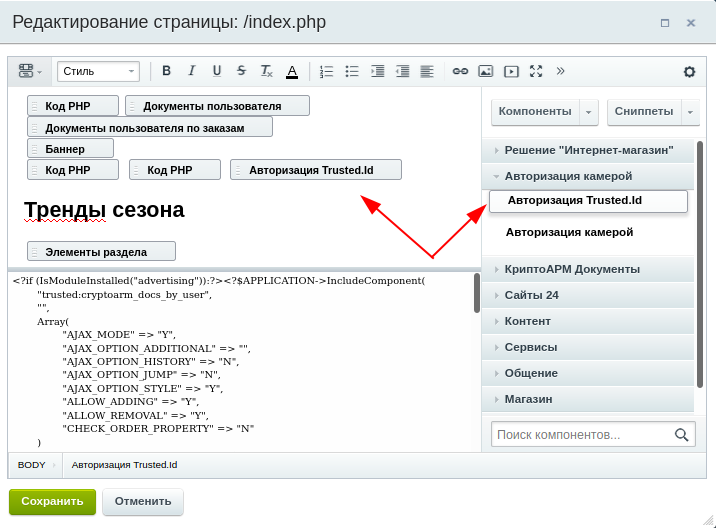 Редактирование страницы: /index.php
Стиль
B I U S Tx A
Код PHP Документы пользователя
Документы пользователя по заказам
Баннер
Код PHP Код PHP Авторизация Trusted.Id
Тренды сезона
Элементы раздела
<?if (IsModuleInstalled("advertising")):?><?$APPLICATION->IncludeComponent(
"trusted:cryptoarm_docs_by_user",
"",
Array(
"AJAX_MODE" => "Y",
"AJAX_OPTION_ADDITIONAL" => "",
"AJAX_OPTION_HISTORY" => "N",
"AJAX_OPTION_JUMP" => "N",
"AJAX_OPTION_STYLE" => "Y",
"ALLOW_ADDING" => "Y",
"ALLOW_REMOVAL" => "Y",
"CHECK_ORDER_PROPERTY" => "N"
)
Компоненты Сниппеты
Решение "Интернет-магазин"
Авторизация камерой
Авторизация Trusted.Id
Авторизация камерой
КриптоАРМ Документы
Сайты 24
Контент
Сервисы
Общение
Магазин
Поиск компонентов...
BODY Авторизация Trusted.Id
Сохранить Отменить